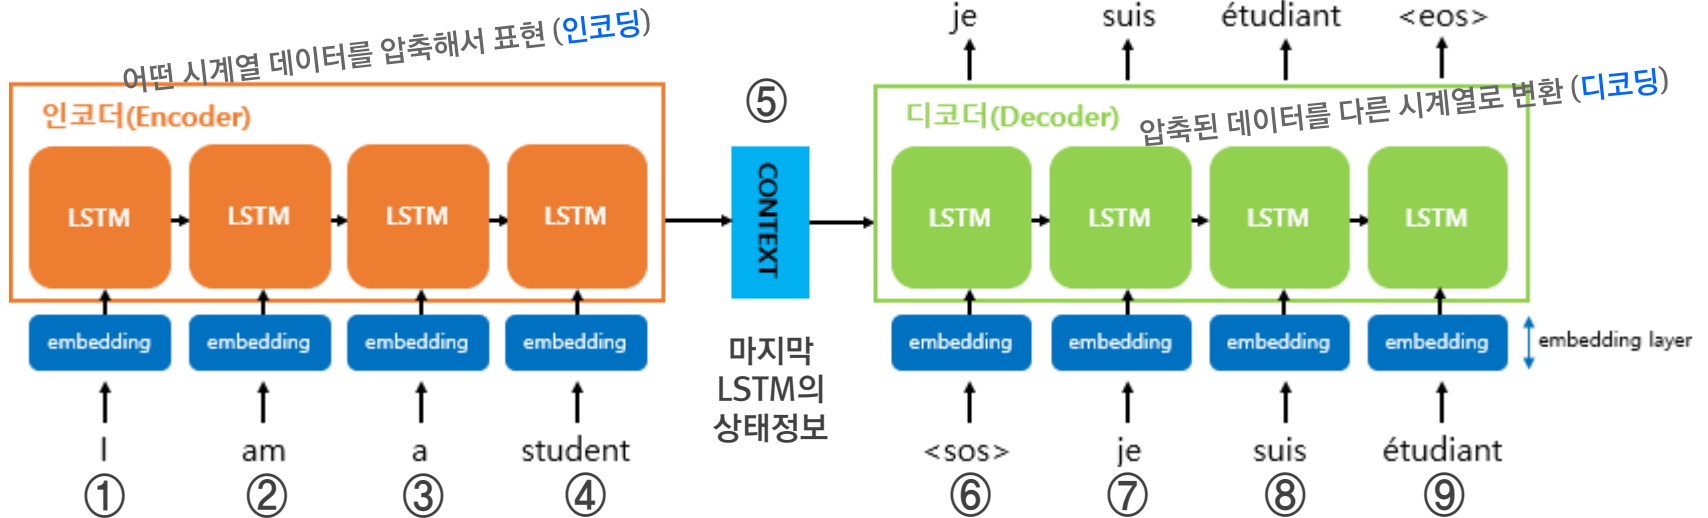 je suis étudiant <eos>
어떤 시계열 데이터를 압축해서 표현 (인코딩)
압축된 데이터를 다른 시계열로 변환 (디코딩)
인코더(Encoder)
⑤
디코더(Decoder)
LSTM LSTM LSTM LSTM
CONTEXT
LSTM LSTM LSTM LSTM
embedding embedding embedding embedding
마지막
LSTM의
상태정보
embedding embedding embedding embedding
embedding layer
I am a student
<sos> je suis étudiant
① ② ③ ④
⑥ ⑦ ⑧ ⑨